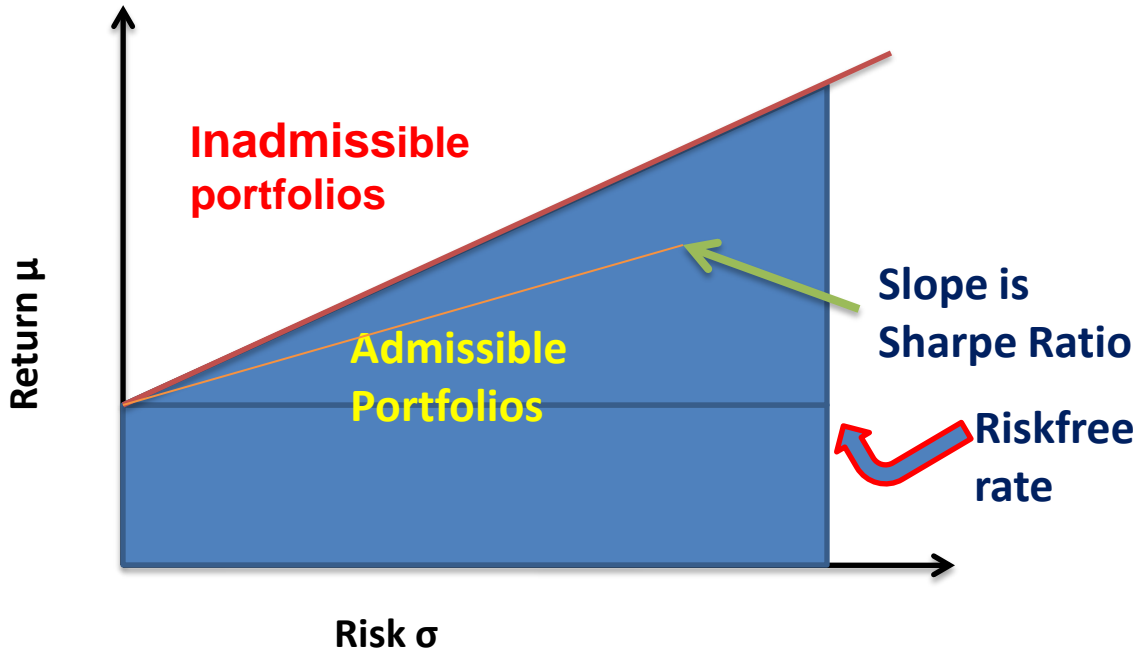 Inadmissible
portfolios
Return μ
Slope is
Sharpe Ratio
Admissible
Portfolios
Riskfree
rate
Risk σ